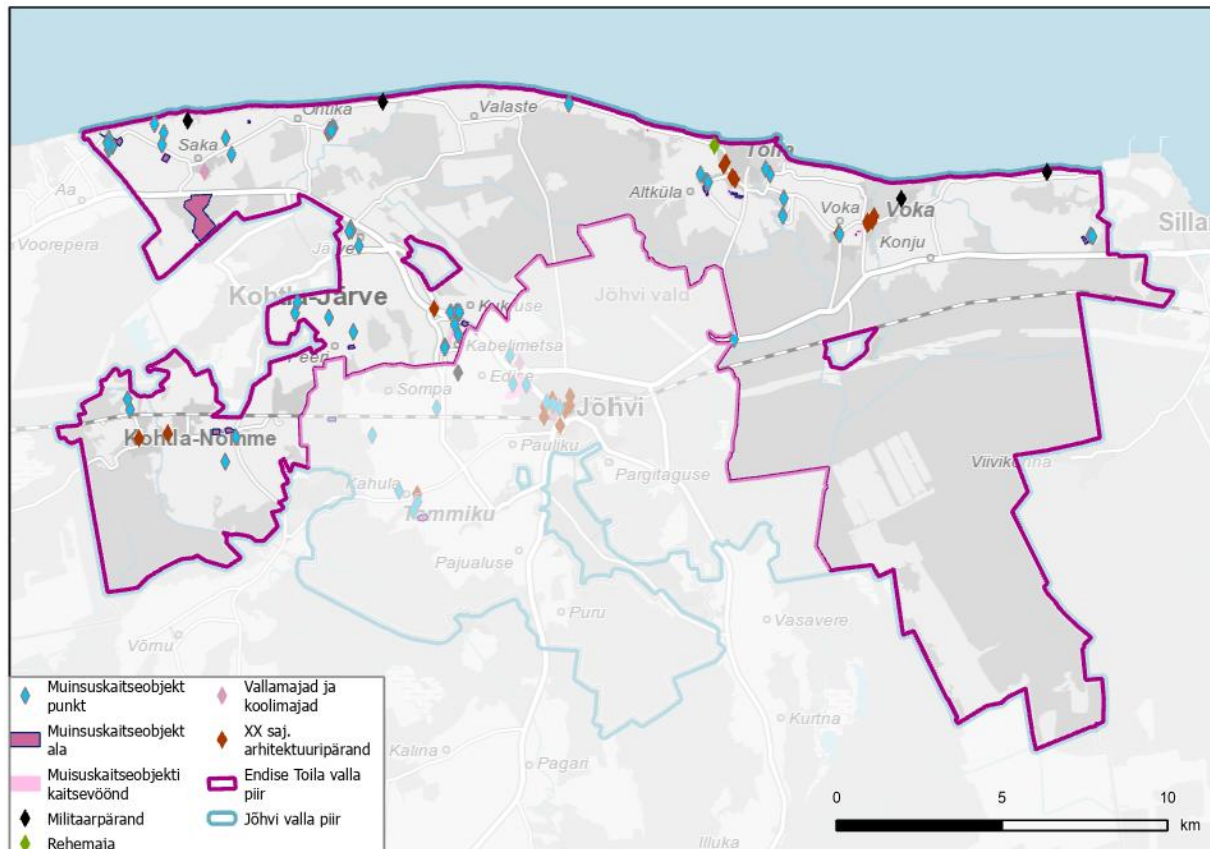 Ontika
Valaste
Saka
Toila
Aa
Altküla
Voka
Voka
Silla
Voorepera
Järve
Konju
Kohtla-Järve
Kukruse
Jõhvi vald
Peeri
Kabelimetsa
Sompa
Edise
Jõhvi
Kohtla-Nõmme
Pauliku
Pargitaguse
Viivikonna
Kahula
Tammiku
Pajualuse
Puru
Vasavere
Võrnu
Kurtna
Kalina
Pagari
Illuka
Muinsuskaitseobjekt
punkt
Muinsuskaitseobjekt
ala
Muisuskaitseobjekti
kaitsevöönd
Militaarpärand
Rehemaja
Vallamajad ja
koolimajad
XX saj.
arhitektuuripärand
Endise Toila valla
piir
Jõhvi valla piir
0 5 10
km